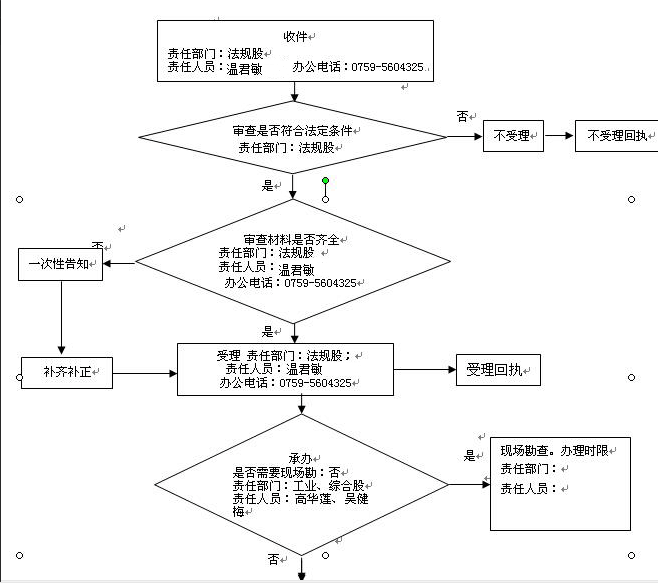 收件
责任部门：法规股
责任人员：温君敏 办公电话：0759-5604325
审查是否符合法定条件
责任部门：法规股
否
不受理
不受理回执
是
审查材料是否齐全
责任部门：法规股
责任人员：温君敏
办公电话：0759-5604325
否
一次性告知
是
补齐补正
受理 责任部门：法规股；
责任人员：温君敏
办公电话：0759-5604325
受理回执
承办
是否需要现场勘：否
责任部门：工业、综合股
责任人员：高华莲、吴健
梅
是
现场勘查。办理时限
责任部门：
责任人员：
否